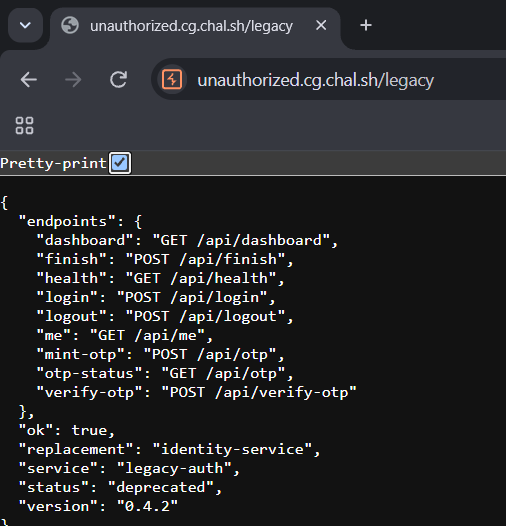 unauthorized.cg.chal.sh/legacy
unauthorized.cg.chal.sh/legacy
Pretty-print
{
  "endpoints": {
    "dashboard": "GET /api/dashboard",
    "finish": "POST /api/finish",
    "health": "GET /api/health",
    "login": "POST /api/login",
    "logout": "POST /api/logout",
    "me": "GET /api/me",
    "mint-otp": "POST /api/otp",
    "otp-status": "GET /api/otp",
    "verify-otp": "POST /api/verify-otp"
  },
  "ok": true,
  "replacement": "identity-service",
  "service": "legacy-auth",
  "status": "deprecated",
  "version": "0.4.2"
}